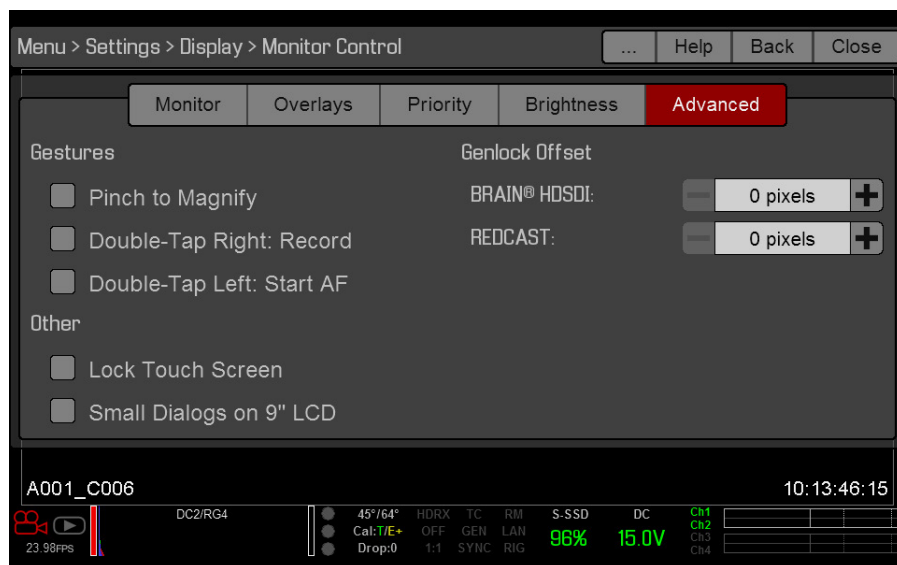 Menu > Settings > Display > Monitor Control ... Help Back Close
Monitor Overlays Priority Brightness Advanced
Gestures
Pinch to Magnify
Double-Tap Right: Record
Double-Tap Left: Start AF
Other
Lock Touch Screen
Small Dialogs on 9" LCD
Genlock Offset
BRAIN® HDSDI: 0 pixels
REDCAST: 0 pixels
A001_C006 10:13:46:15
DC2/RG4 45°/64° HDRX TC RM S-SSD DC Ch1
Cal:T/E+ OFF GEN LAN 96% 15.0V Ch2
23.98FPS Drop:0 1:1 SYNC RIG Ch3
Ch4